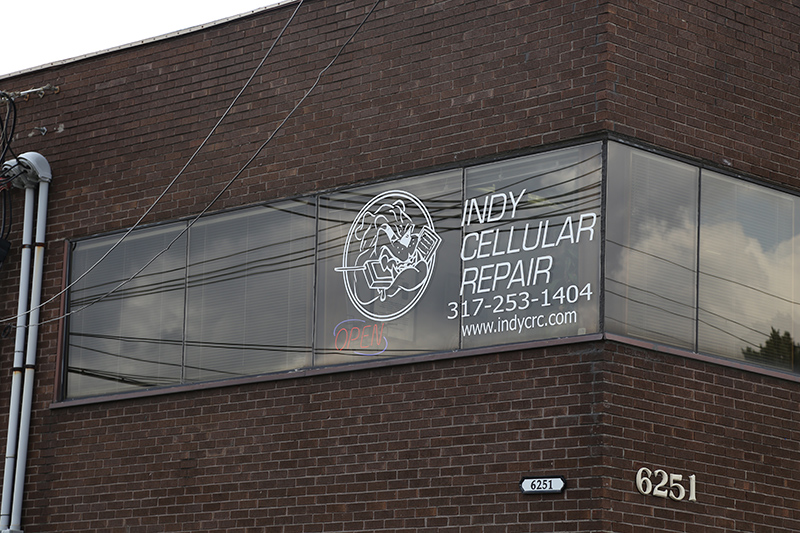 INDY
CELLULAR
REPAIR
317-253-1404
www.indycrc.com
OPEN
6251
6251